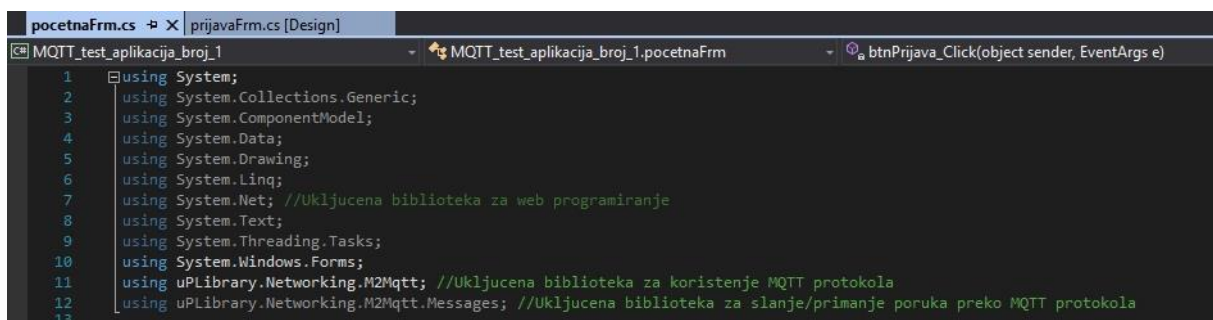 pocetnaFrm.cs prijavaFrm.cs [Design]
C# MQTT_test_aplikacija_broj_1 MQTT_test_aplikacija_broj_1.pocetnaFrm btnPrijava_Click(object sender, EventArgs e)
1 using System;
2 using System.Collections.Generic;
3 using System.ComponentModel;
4 using System.Data;
5 using System.Drawing;
6 using System.Linq;
7 using System.Net; //Ukljucena biblioteka za web programiranje
8 using System.Text;
9 using System.Threading.Tasks;
10 using System.Windows.Forms;
11 using uPLibrary.Networking.M2Mqtt; //Ukljucena biblioteka za koristenje MQTT protokola
12 using uPLibrary.Networking.M2Mqtt.Messages; //Ukljucena biblioteka za slanje/primanje poruka preko MQTT protokola
13